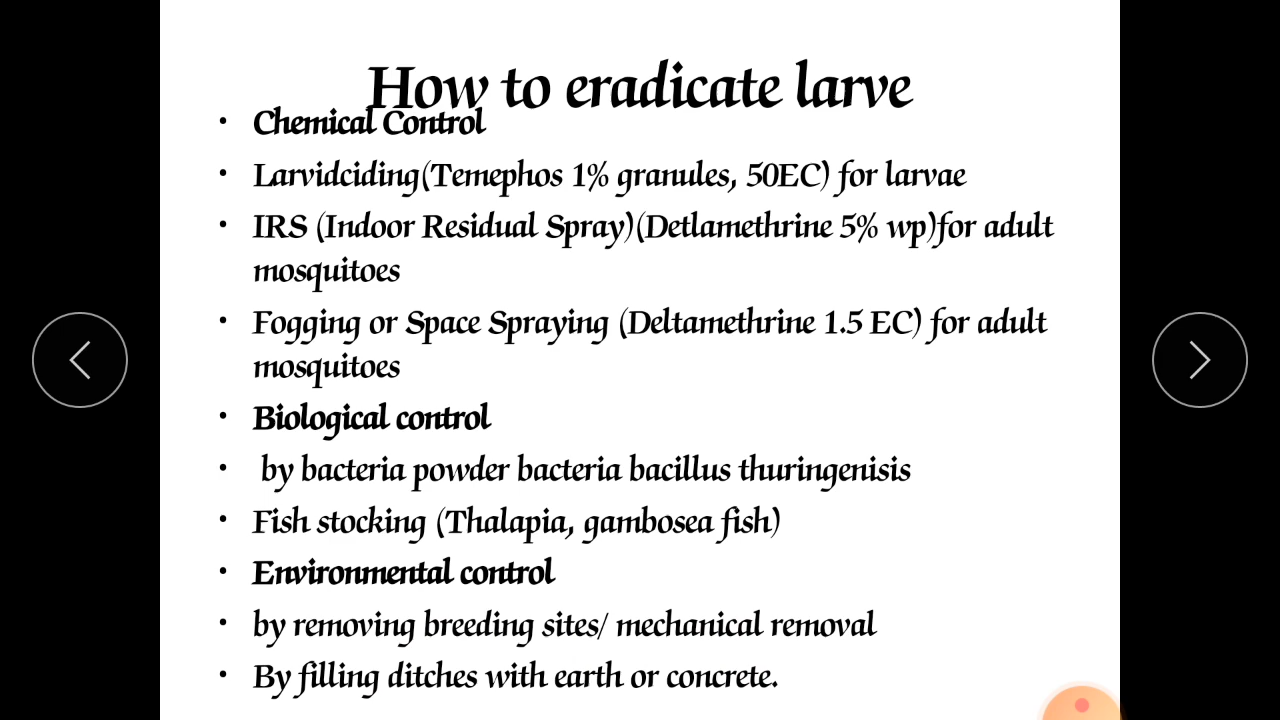 How to eradicate larve
• Chemical Control
• Larvidciding(Temephos 1% granules, 50EC) for larvae
• IRS (Indoor Residual Spray)(Detlamethrine 5% wp)for adult
mosquitoes
• Fogging or Space Spraying (Deltamethrine 1.5 EC) for adult
mosquitoes
• Biological control
• by bacteria powder bacteria bacillus thuringenisis
• Fish stocking (Thalapia, gambosea fish)
• Environmental control
• by removing breeding sites/ mechanical removal
• By filling ditches with earth or concrete.